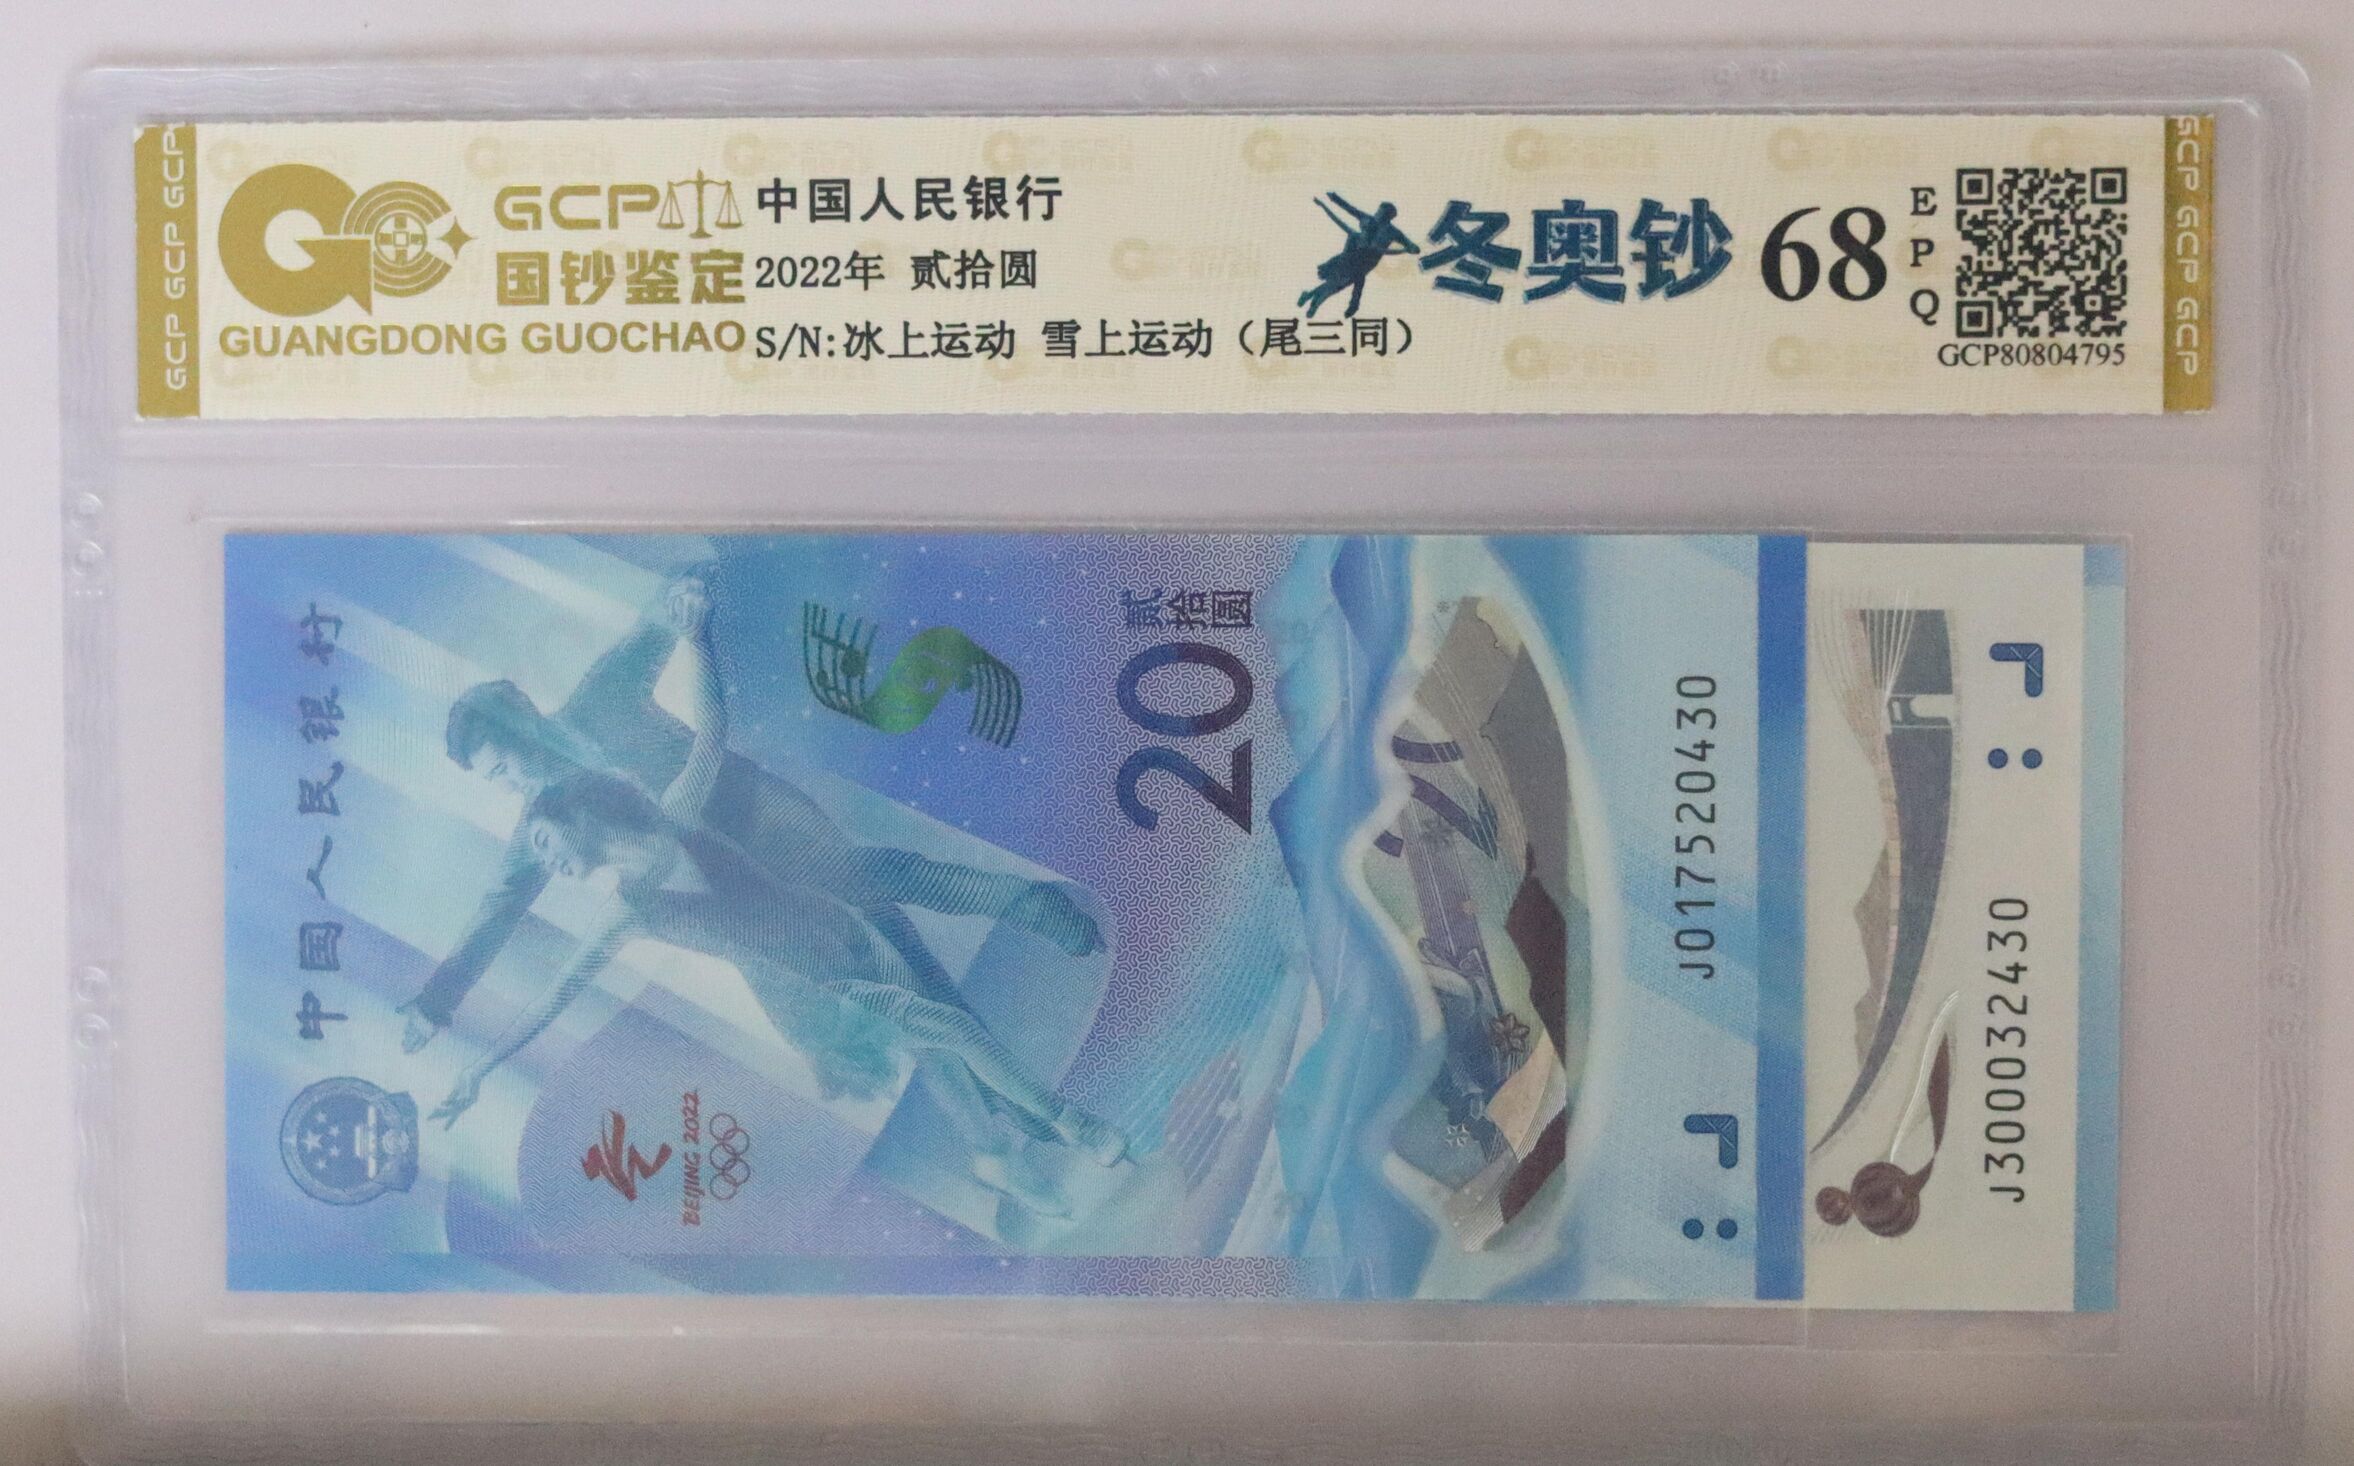 GCP GCP GCP
GCP
国钞鉴定
GUANGDONG GUOCHAO
中国人民银行
2022年 贰拾圆
S/N:冰上运动 雪上运动（尾三同）
冬奥钞
68
EPQ
GCP80804795
GCP GCP GCP
中国人民银行
BEIJING 2022
贰拾圆
20
J017520430
J300032430